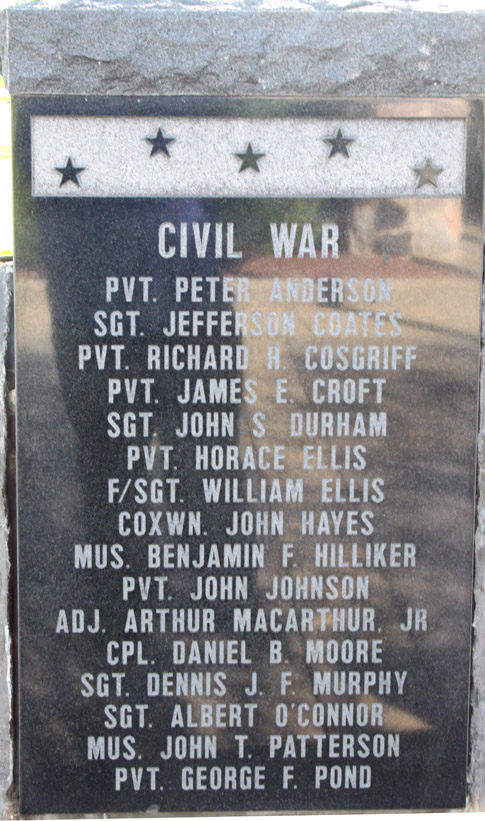 CIVIL WAR
PVT. PETER ANDERSON
SGT. JEFFERSON COATES
PVT. RICHARD H. COSGRIFF
PVT. JAMES E. CROFT
SGT. JOHN S. DURHAM
PVT. HORACE ELLIS
F/SGT. WILLIAM ELLIS
COXWN. JOHN HAYES
MUS. BENJAMIN F. HILLIKER
PVT. JOHN JOHNSON
ADJ. ARTHUR MACARTHUR, JR.
CPL. DANIEL B. MOORE
SGT. DENNIS J. F. MURPHY
SGT. ALBERT O'CONNOR
MUS. JOHN T. PATTERSON
PVT. GEORGE F. POND